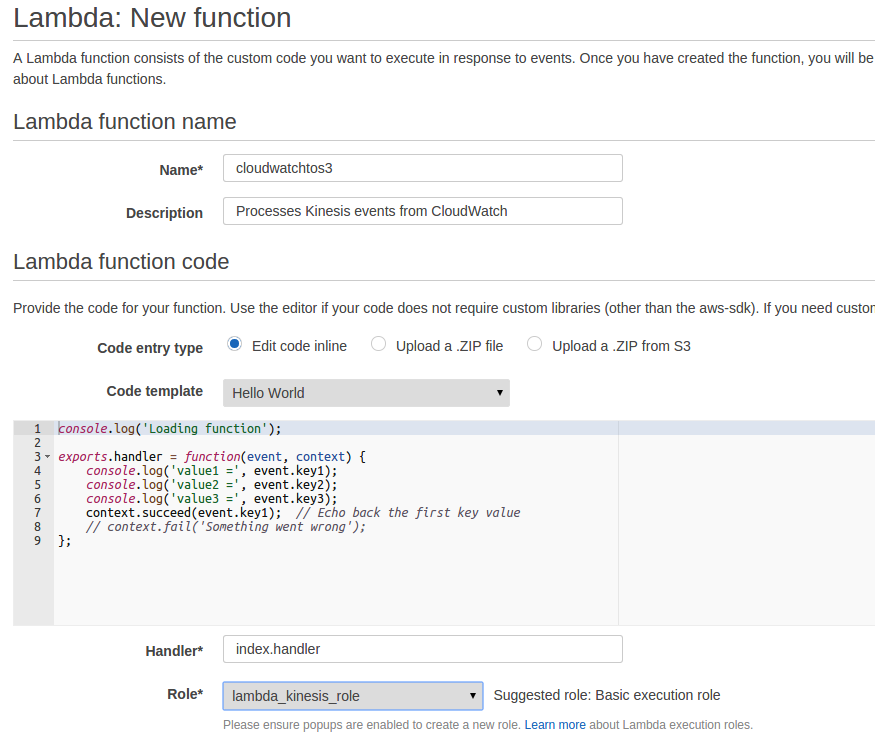 Lambda: New function
A Lambda function consists of the custom code you want to execute in response to events. Once you have created the function, you will be
about Lambda functions.
Lambda function name
Name* cloudwatchtos3
Description Processes Kinesis events from CloudWatch
Lambda function code
Provide the code for your function. Use the editor if your code does not require custom libraries (other than the aws-sdk). If you need custom
Code entry type Edit code inline Upload a .ZIP file Upload a .ZIP from S3
Code template Hello World
1 console.log('Loading function');
2
3 exports.handler = function(event, context) {
4 console.log('value1 =', event.key1);
5 console.log('value2 =', event.key2);
6 console.log('value3 =', event.key3);
7 context.succeed(event.key1); // Echo back the first key value
8 // context.fail('Something went wrong');
9 };
Handler* index.handler
Role* lambda_kinesis_role Suggested role: Basic execution role
Please ensure popups are enabled to create a new role. Learn more about Lambda execution roles.